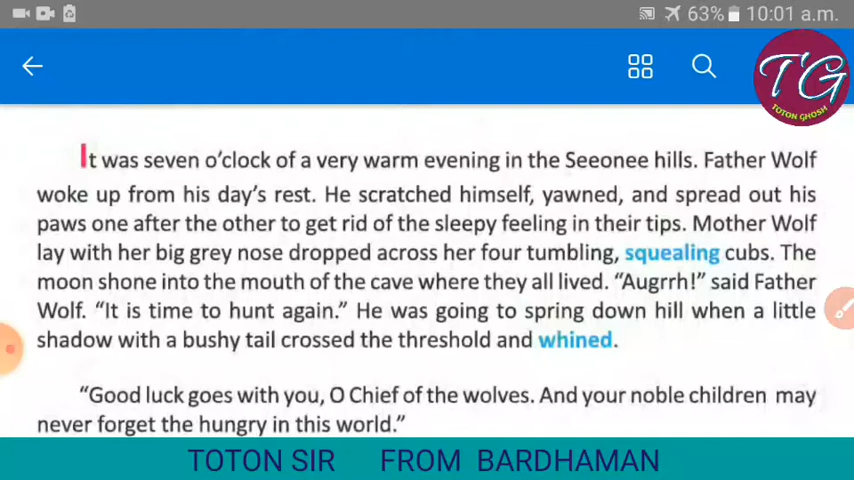 63% 10:01 a.m.
TG
TOTON GHOSH
It was seven o'clock of a very warm evening in the Seeonee hills. Father Wolf
woke up from his day's rest. He scratched himself, yawned, and spread out his
paws one after the other to get rid of the sleepy feeling in their tips. Mother Wolf
lay with her big grey nose dropped across her four tumbling, squealing cubs. The
moon shone into the mouth of the cave where they all lived. “Augrrh!” said Father
Wolf. “It is time to hunt again.” He was going to spring down hill when a little
shadow with a bushy tail crossed the threshold and whined.
“Good luck goes with you, O Chief of the wolves. And your noble children may
never forget the hungry in this world.”
TOTON SIR FROM BARDHAMAN